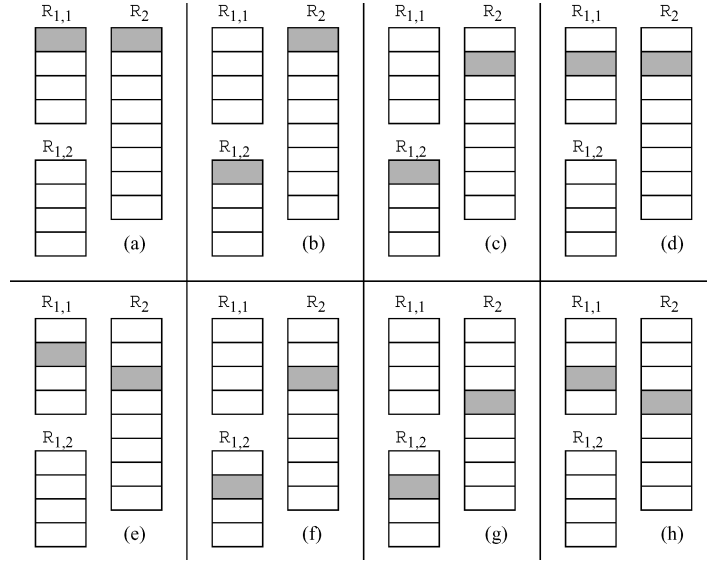 R1,1 R2
R1,2
(a)
R1,1 R2
R1,2
(b)
R1,1 R2
R1,2
(c)
R1,1 R2
R1,2
(d)
R1,1 R2
R1,2
(e)
R1,1 R2
R1,2
(f)
R1,1 R2
R1,2
(g)
R1,1 R2
R1,2
(h)